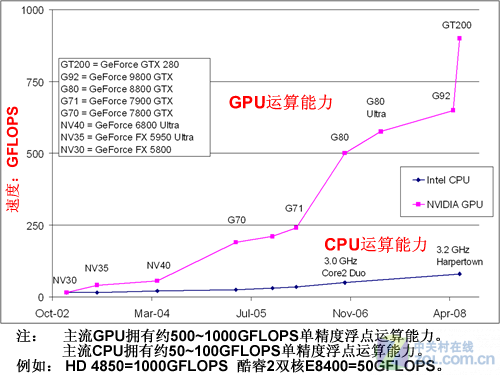 1000
750
500
250
0
速度：GFLOPS
GT200 = GeForce GTX 280
G92 = GeForce 9800 GTX
G80 = GeForce 8800 GTX
G71 = GeForce 7900 GTX
G70 = GeForce 7800 GTX
NV40 = GeForce 6800 Ultra
NV35 = GeForce FX 5950 Ultra
NV30 = GeForce FX 5800
GPU运算能力
GT200
G92
G80
Ultra
G80
G71
G70
NV40
NV35
NV30
Intel CPU
NVIDIA GPU
CPU运算能力
3.0 GHz
Core2 Duo
3.2 GHz
Harpertown
Oct-02
Mar-04
Jul-05
Nov-06
Apr-08
注： 主流GPU拥有约500~1000GFLOPS单精度浮点运算能力。
主流CPU拥有约50~100GFLOPS单精度浮点运算能力。
例如： HD 4850=1000GFLOPS 酷睿2双核E8400=50GFLOPS。
中关村在线
zol.com.cn